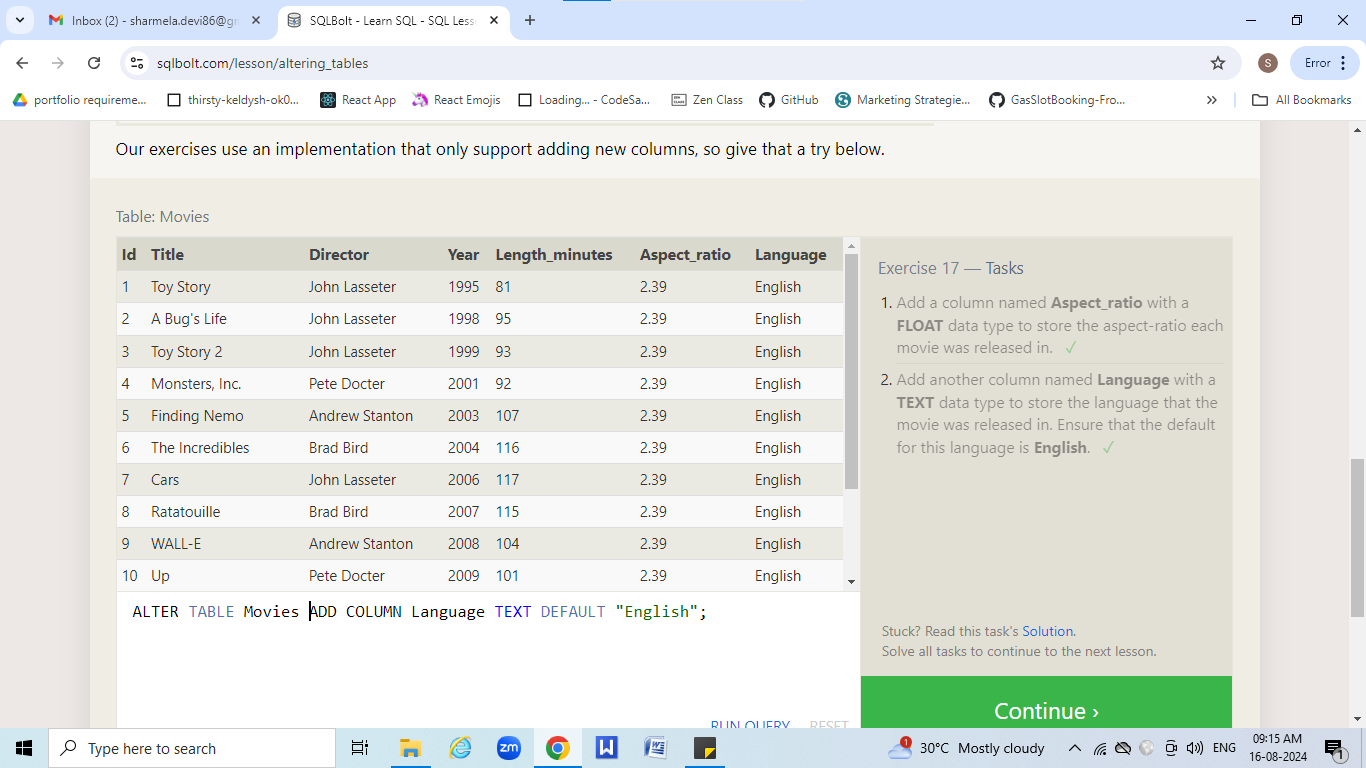 Inbox (2) - sharmela.devi86@gr
SQLBolt - Learn SQL - SQL Less
sqlbolt.com/lesson/altering_tables
S
Error
portfolio requireme...
thirsty-keldysh-ok0...
React App
React Emojis
Loading... - CodeSa...
Zen Class
GitHub
Marketing Strategie...
GasSlotBooking-Fro...
All Bookmarks
Our exercises use an implementation that only support adding new columns, so give that a try below.
Table: Movies
Id Title Director Year Length_minutes Aspect_ratio Language
1 Toy Story John Lasseter 1995 81 2.39 English
2 A Bug's Life John Lasseter 1998 95 2.39 English
3 Toy Story 2 John Lasseter 1999 93 2.39 English
4 Monsters, Inc. Pete Docter 2001 92 2.39 English
5 Finding Nemo Andrew Stanton 2003 107 2.39 English
6 The Incredibles Brad Bird 2004 116 2.39 English
7 Cars John Lasseter 2006 117 2.39 English
8 Ratatouille Brad Bird 2007 115 2.39 English
9 WALL-E Andrew Stanton 2008 104 2.39 English
10 Up Pete Docter 2009 101 2.39 English
ALTER TABLE Movies ADD COLUMN Language TEXT DEFAULT "English";
RUN QUERY RESET
Exercise 17 — Tasks
1. Add a column named Aspect_ratio with a
FLOAT data type to store the aspect-ratio each
movie was released in. ✓
2. Add another column named Language with a
TEXT data type to store the language that the
movie was released in. Ensure that the default
for this language is English. ✓
Stuck? Read this task's Solution.
Solve all tasks to continue to the next lesson.
Continue ›
Type here to search
zm
W
W
1
30°C Mostly cloudy
ENG
09:15 AM
16-08-2024
1